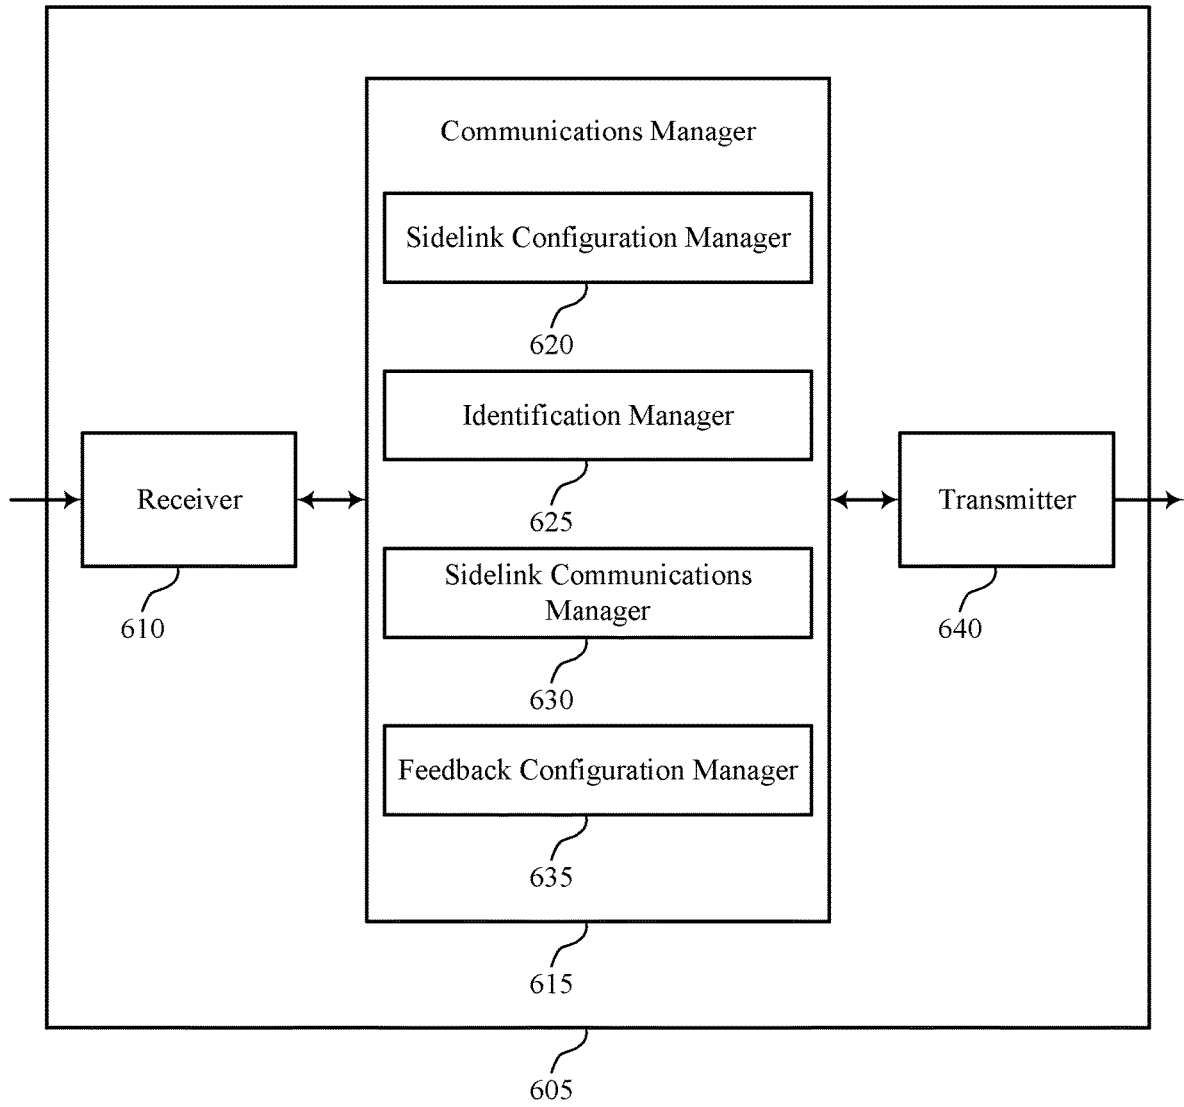 Communications Manager
Sidelink Configuration Manager
620
Identification Manager
625
Receiver
610
Sidelink Communications
Manager
630
Transmitter
640
Feedback Configuration Manager
635
615
605